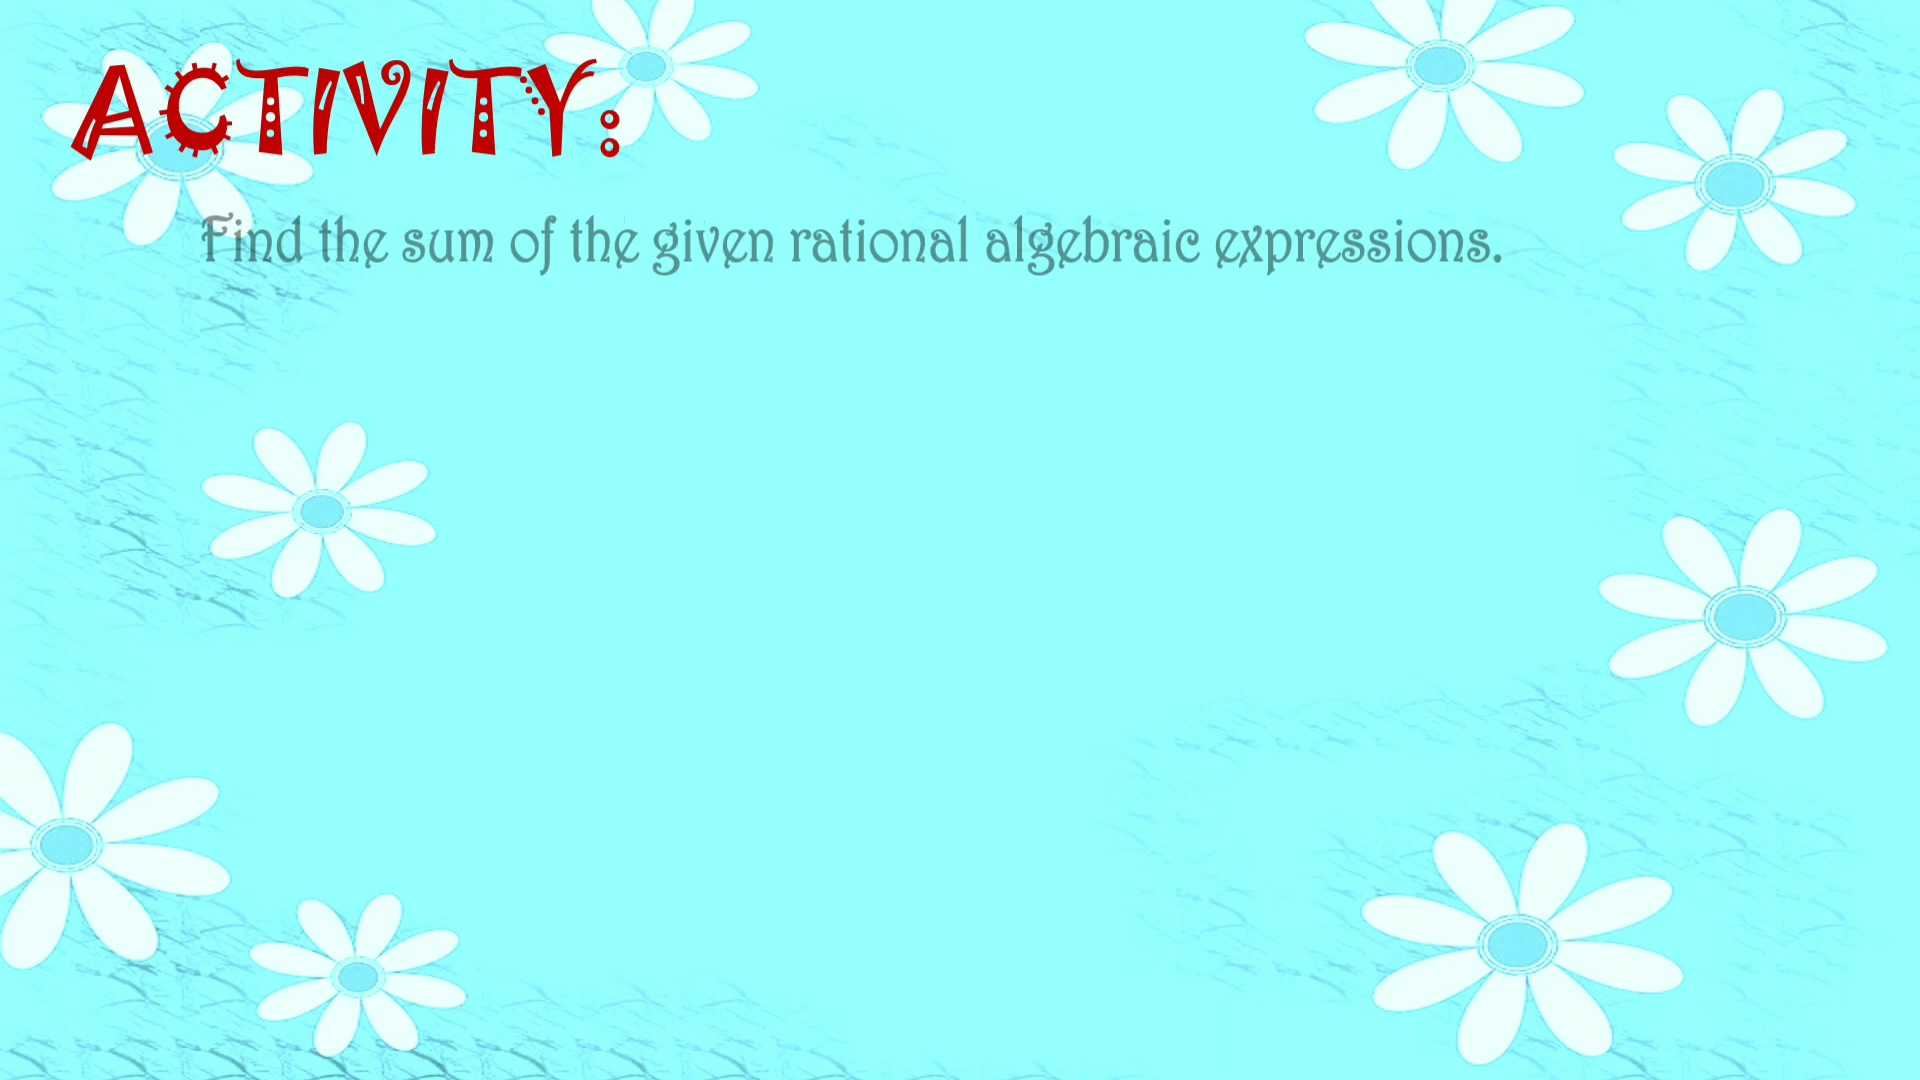 ACTIVITY:
Find the sum of the given rational algebraic expressions.